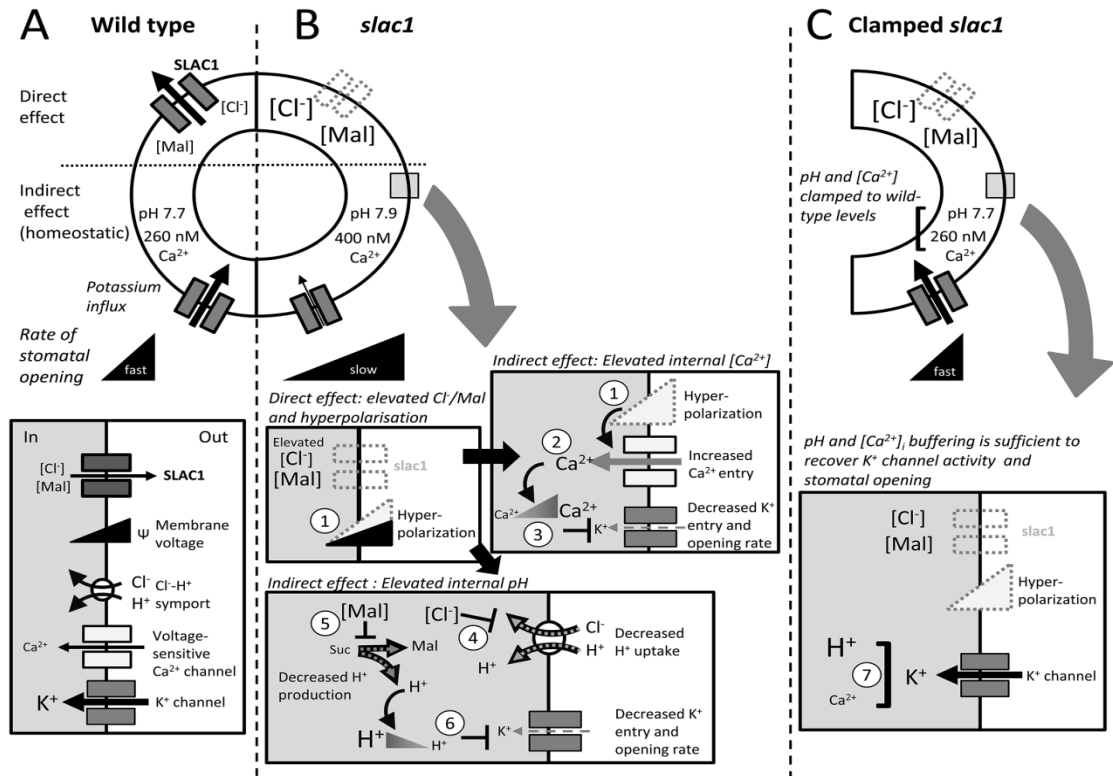 A
Wild type
SLAC1
Direct
effect
[Cl-]
[Mal]
Indirect
effect
(homeostatic)
pH 7.7
260 nM
Ca2+
Potassium
influx
Rate of
stomatal
opening
fast
In
Out
[Cl-]
[Mal]
SLAC1
Ψ
Membrane
voltage
Cl-
H+
Cl-H+
symport
Ca2+
Voltage-
sensitive
Ca2+ channel
K+
K+ channel
B
slac1
[Cl-]
[Mal]
pH 7.9
400 nM
Ca2+
slow
Direct effect: elevated Cl-/Mal
and hyperpolarisation
Elevated
[Cl-]
[Mal]
slac1
1
Hyper-
polarization
Indirect effect: Elevated internal [Ca2+]
1
Hyper-
polarization
2
Ca2+
Increased
Ca2+ entry
Ca2+
Ca2+
3
K+
Decreased K+
entry and
opening rate
Indirect effect : Elevated internal pH
5
[Mal]
Suc
Mal
Decreased H+
production
H+
[Cl-]
4
Cl-
H+
H+
Decreased
H+ uptake
H+
H+
6
K+
Decreased K+
entry and
opening rate
C
Clamped slac1
[Cl-]
[Mal]
pH and [Ca2+]
clamped to wild-
type levels
pH 7.7
260 nM
Ca2+
fast
pH and [Ca2+]i buffering is sufficient to
recover K+ channel activity and
stomatal opening
[Cl-]
[Mal]
slac1
Hyper-
polarization
H+
Ca2+
7
K+
K+ channel